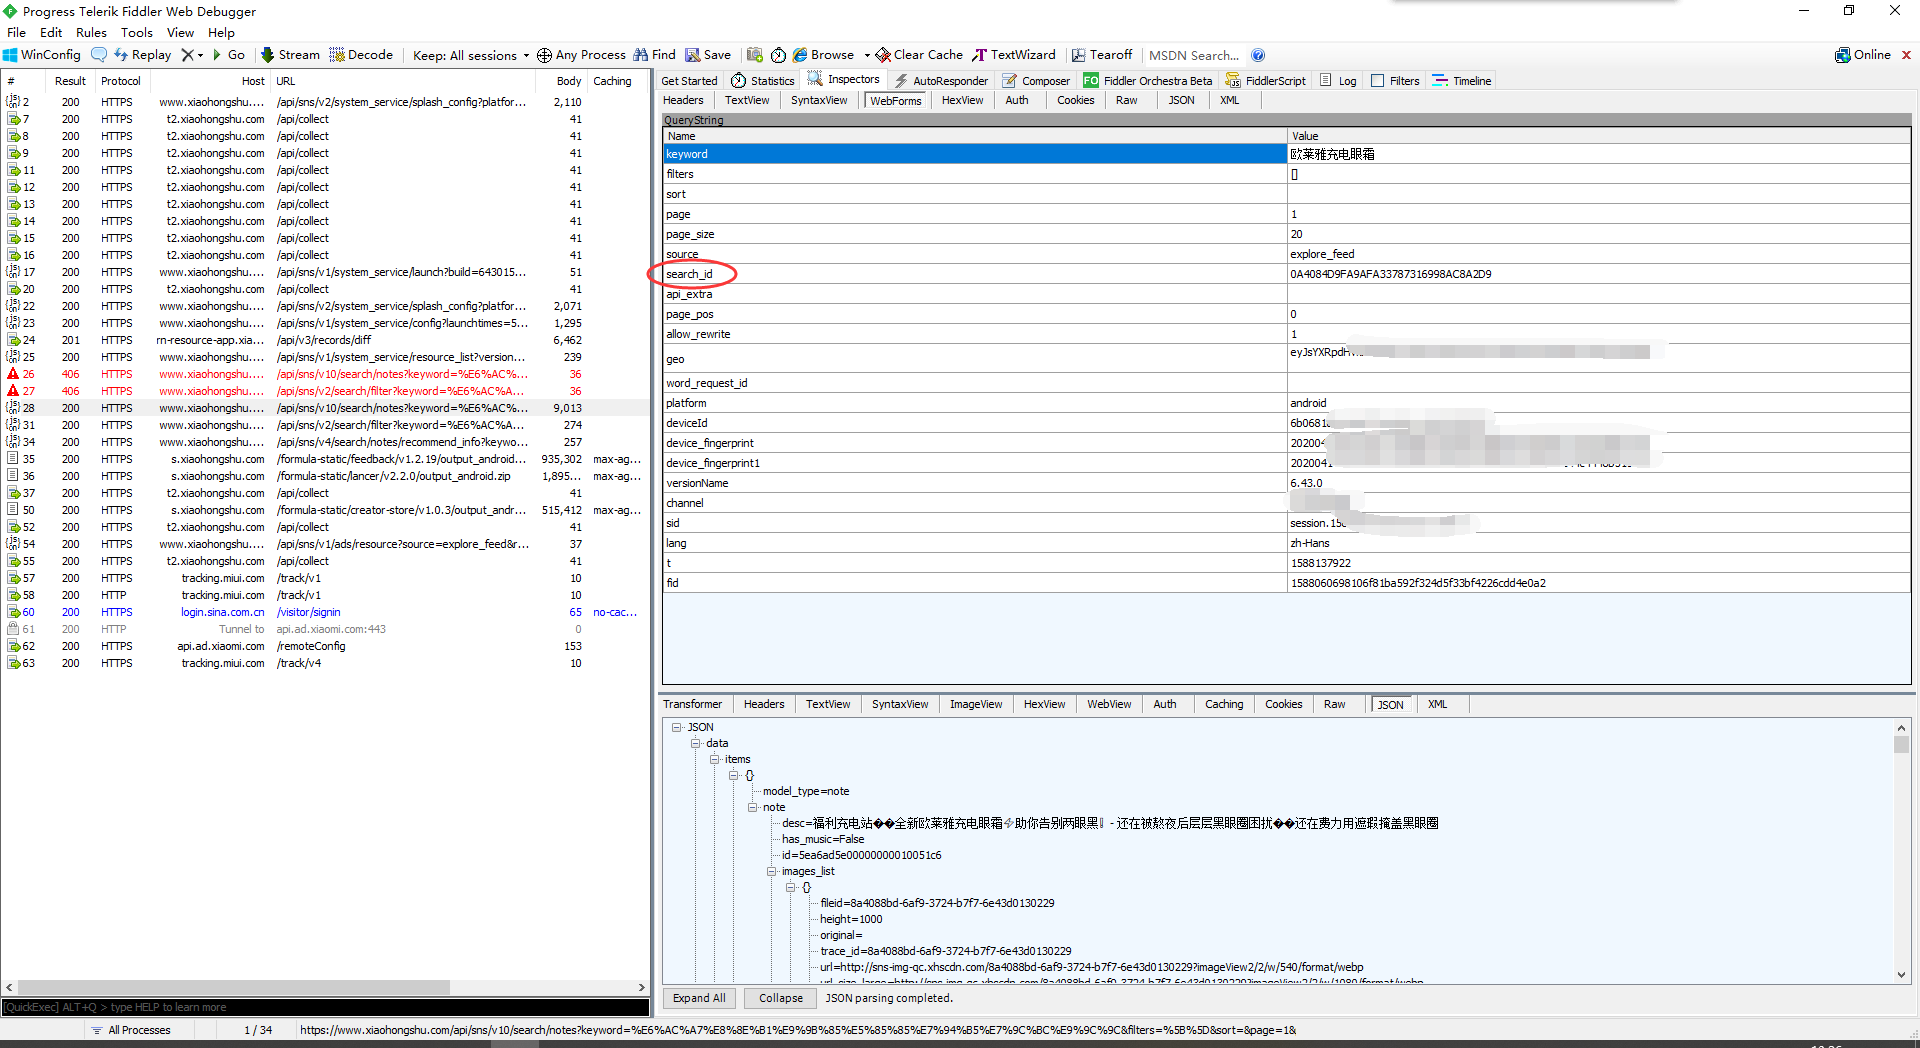 Progress Telerik Fiddler Web Debugger
File Edit Rules Tools View Help
WinConfig Replay Go Stream Decode Keep: All sessions Any Process Find Save Browse Clear Cache TextWizard Tearoff MSDN Search... Online
# Result Protocol Host URL Body Caching
2 200 HTTPS www.xiaohongshu.... /api/sns/v2/system_service/splash_config?platfor... 2,110
7 200 HTTPS t2.xiaohongshu.com /api/collect 41
8 200 HTTPS t2.xiaohongshu.com /api/collect 41
9 200 HTTPS t2.xiaohongshu.com /api/collect 41
11 200 HTTPS t2.xiaohongshu.com /api/collect 41
12 200 HTTPS t2.xiaohongshu.com /api/collect 41
13 200 HTTPS t2.xiaohongshu.com /api/collect 41
14 200 HTTPS t2.xiaohongshu.com /api/collect 41
15 200 HTTPS t2.xiaohongshu.com /api/collect 41
16 200 HTTPS t2.xiaohongshu.com /api/collect 41
17 200 HTTPS www.xiaohongshu.... /api/sns/v1/system_service/launch?build=643015... 51
20 200 HTTPS t2.xiaohongshu.com /api/collect 41
22 200 HTTPS www.xiaohongshu.... /api/sns/v2/system_service/splash_config?platfor... 2,071
23 200 HTTPS www.xiaohongshu.... /api/sns/v1/system_service/config?launchtimes=5... 1,295
24 201 HTTPS rn-resource-app.xia... /api/v3/records/diff 6,462
25 200 HTTPS www.xiaohongshu.... /api/sns/v1/system_service/resource_list?version... 239
26 406 HTTPS www.xiaohongshu.... /api/sns/v10/search/notes?keyword=%E6%AC%A... 36
27 406 HTTPS www.xiaohongshu.... /api/sns/v2/search/filter?keyword=%E6%AC%A... 36
28 200 HTTPS www.xiaohongshu.... /api/sns/v10/search/notes?keyword=%E6%AC%... 9,013
31 200 HTTPS www.xiaohongshu.... /api/sns/v2/search/filter?keyword=%E6%AC%A... 274
34 200 HTTPS www.xiaohongshu.... /api/sns/v4/search/notes/recommend_info?keywo... 257
35 200 HTTPS s.xiaohongshu.com /formula-static/feedback/v1.2.19/output_android... 935,302 max-ag...
36 200 HTTPS s.xiaohongshu.com /formula-static/lancer/v2.2.0/output_android.zip 1,895... max-ag...
37 200 HTTPS t2.xiaohongshu.com /api/collect 41
50 200 HTTPS s.xiaohongshu.com /formula-static/creator-store/v1.0.3/output_andr... 515,412 max-ag...
52 200 HTTPS t2.xiaohongshu.com /api/collect 41
54 200 HTTPS www.xiaohongshu.... /api/sns/v1/ads/resource?source=explore_feed&r... 37
55 200 HTTPS t2.xiaohongshu.com /api/collect 41
57 200 HTTPS tracking.miui.com /track/v1 10
58 200 HTTP tracking.miui.com /track/v1 10
60 200 HTTPS login.sina.com.cn /visitor/signin 65 no-cac...
61 200 HTTP Tunnel to api.ad.xiaomi.com:443 0
62 200 HTTPS api.ad.xiaomi.com /remoteConfig 153
63 200 HTTPS tracking.miui.com /track/v4 10
[QuickExec] ALT+Q > type HELP to learn more
Get Started Statistics Inspectors AutoResponder Composer FO Fiddler Orchestra Beta FiddlerScript Log Filters Timeline
Headers TextView SyntaxView WebForms HexView Auth Cookies Raw JSON XML
QueryString
Name Value
keyword 欧莱雅充电眼霜
filters []
sort
page 1
page_size 20
source explore_feed
search_id 0A4084D9FA9AFA33787316998AC8A2D9
api_extra
page_pos 0
allow_rewrite 1
geo eyJsYXRpdH
word_request_id
platform android
deviceId 6b068
device_fingerprint 202004
device_fingerprint1 202004
versionName 6.43.0
channel
sid session.15
lang zh-Hans
t 1588137922
fid 1588060698106f81ba592f324d5f33bf4226cdd4e0a2
Transformer Headers TextView SyntaxView ImageView HexView WebView Auth Caching Cookies Raw JSON XML
JSON
data
items
{}
model_type=note
note
desc=福利充电站��全新欧莱雅充电眼霜⚡助你告别两眼黑‼ - 还在被熬夜后层层黑眼圈困扰��还在费力用遮瑕掩盖黑眼圈
has_music=False
id=5ea6ad5e00000000010051c6
images_list
{}
fileid=8a4088bd-6af9-3724-b7f7-6e43d0130229
height=1000
original=
trace_id=8a4088bd-6af9-3724-b7f7-6e43d0130229
url=http://sns-img-qc.xhscdn.com/8a4088bd-6af9-3724-b7f7-6e43d0130229?imageView2/2/w/540/format/webp
url_size_large=http://sns-img-qc.xhscdn.com/8a4088bd-6af9-3724-b7f7-6e43d0130229?imageView2/2/w/1080/format/webp
Expand All Collapse JSON parsing completed.
All Processes 1 / 34 https://www.xiaohongshu.com/api/sns/v10/search/notes?keyword=%E6%AC%A7%E8%8E%B1%E9%9B%85%E5%85%85%E7%94%B5%E7%9C%BC%E9%9C%9C&filters=%5B%5D&sort=&page=1&